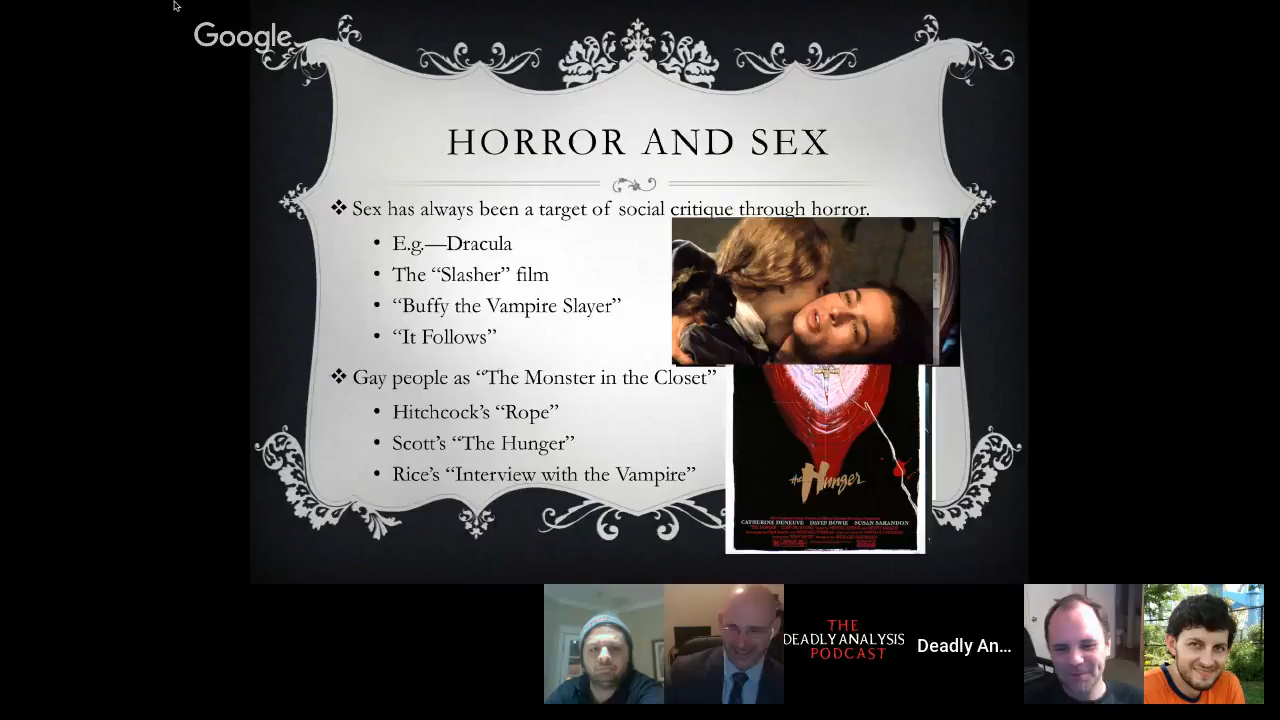 Google
HORROR AND SEX
❖ Sex has always been a target of social critique through horror.
• E.g.—Dracula
• The “Slasher” film
• “Buffy the Vampire Slayer”
• “It Follows”
❖ Gay people as “The Monster in the Closet”
• Hitchcock’s “Rope”
• Scott’s “The Hunger”
• Rice’s “Interview with the Vampire”
the Hunger
CATHERINE DENEUVE DAVID BOWIE SUSAN SARANDON
THE
DEADLY ANALYSIS
PODCAST
Deadly An...